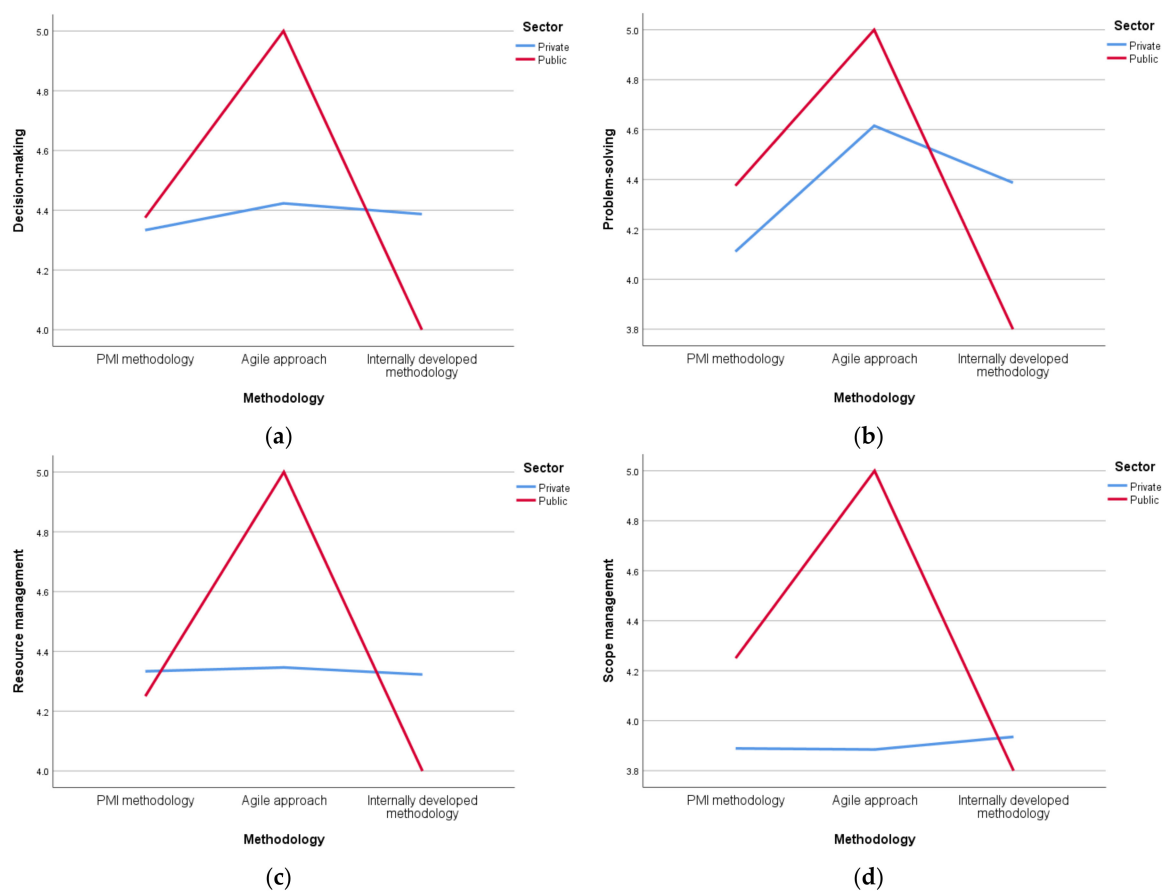 Sector
Private
Public
5.0
4.8
4.6
4.4
4.2
4.0
Decision-making
PMI methodology
Agile approach
Internally developed
methodology
Methodology
(a)
Sector
Private
Public
5.0
4.8
4.6
4.4
4.2
4.0
3.8
Problem-solving
PMI methodology
Agile approach
Internally developed
methodology
Methodology
(b)
Sector
Private
Public
5.0
4.8
4.6
4.4
4.2
4.0
Resource management
PMI methodology
Agile approach
Internally developed
methodology
Methodology
(c)
Sector
Private
Public
5.0
4.8
4.6
4.4
4.2
4.0
3.8
Scope management
PMI methodology
Agile approach
Internally developed
methodology
Methodology
(d)